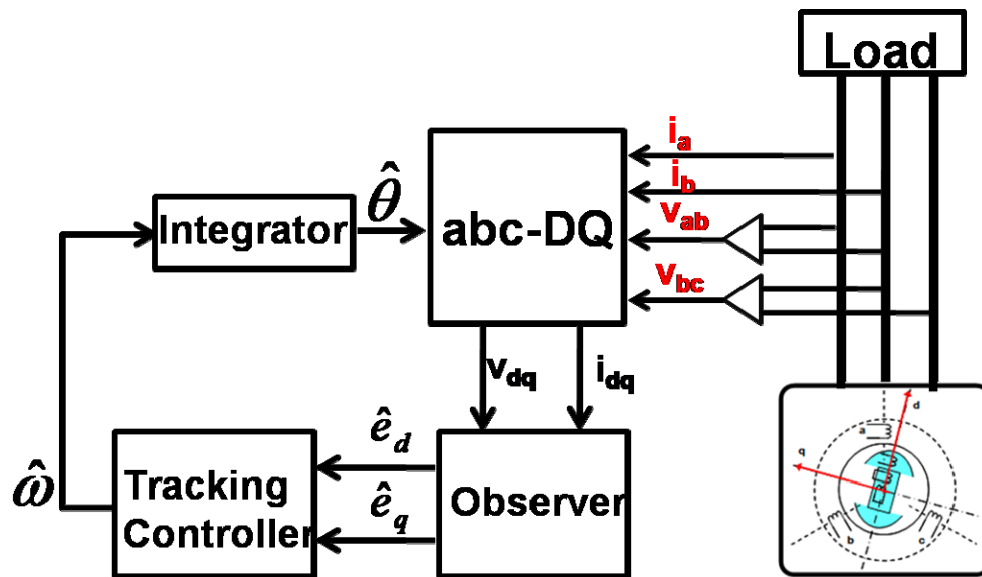 Load
i_a
i_b
v_ab
v_bc
θ̂
Integrator
abc-DQ
v_dq
i_dq
ê_d
ê_q
ω̂
Tracking
Controller
Observer
d
a
q
b
c